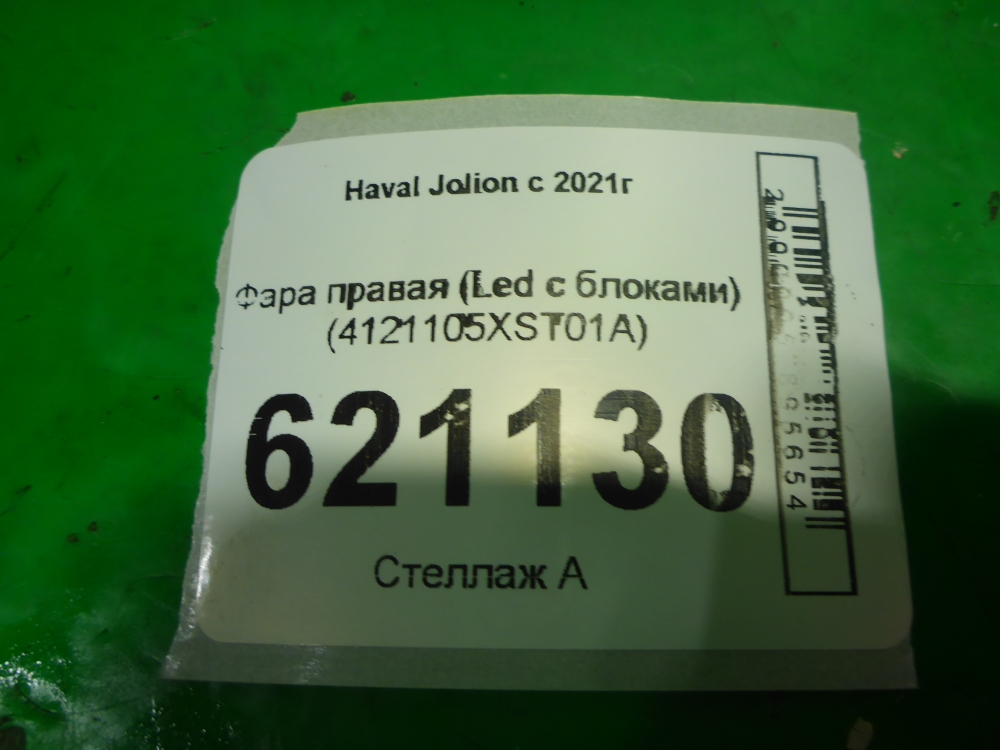 Haval Jolion с 2021г
Фара правая (Led с блоками)
(4121105XST01A)
621130
Стеллаж А